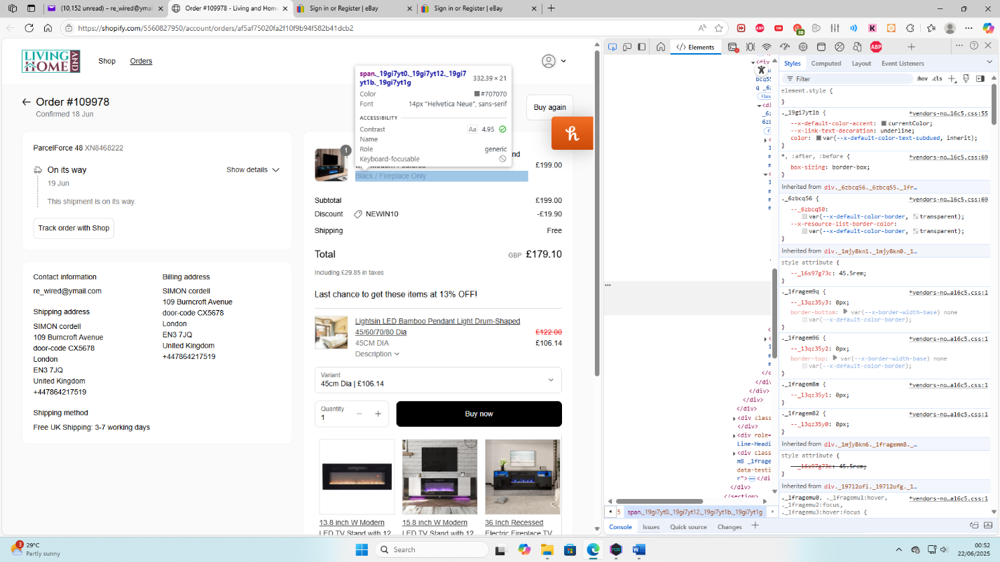 (10,152 unread) – re_wired@ymai
Order #109978 - Living and Hom
Sign in or Register | eBay
Sign in or Register | eBay
https://shopify.com/5560827950/account/orders/af5af75020fa2f10f9b94f582b41dcb2
LIVING AND HOME
Shop
Orders
Order #109978
Confirmed 18 Jun
Buy again
ParcelForce 48 XN8468222
On its way
Show details
19 Jun
This shipment is on its way.
Track order with Shop
Contact information
re_wired@ymail.com
Shipping address
SIMON cordell
109 Burncroft Avenue
door-code CX5678
London
EN3 7JQ
United Kingdom
+447864217519
Shipping method
Free UK Shipping: 3-7 working days
Billing address
SIMON cordell
109 Burncroft Avenue
door-code CX5678
London
EN3 7JQ
United Kingdom
+447864217519
span._19gi7yt0._19gi7yt12._19gi7
yt1b._19gi7yt1g
332.39 × 21
Color
#707070
Font
14px "Helvetica Neue", sans-serif
ACCESSIBILITY
Contrast
Aa 4.95
Name
Role
generic
Keyboard-focusable
1
nd
£199.00
Black / Fireplace Only
Subtotal
£199.00
Discount
NEWIN10
-£19.90
Shipping
Free
Total
GBP £179.10
Including £29.85 in taxes
Last chance to get these items at 13% OFF!
Lightsin LED Bamboo Pendant Light Drum-Shaped
45/60/70/80 Dia
£122.00
45CM DIA
£106.14
Description
Variant
45cm Dia | £106.14
Quantity
1
Buy now
13.8 inch W Modern
LED TV Stand with 12
15.8 inch W Modern
LED TV Stand with 12
36 Inch Recessed
Electric Fireplace TV
Elements
Styles
Computed
Layout
Event Listeners
Filter
:hov
.cls
element.style {
}
._19gi7yt1b {
*vendors-no…16c5.css:55
--x-default-color-accent: currentColor;
--x-link-text-decoration: underline;
color: var(--x-default-color-text-subdued, inherit);
}
*, :after, :before {
*vendors-no…16c5.css:69
box-sizing: border-box;
}
Inherited from div._6zbcq56._6zbcq55._1fr…
._6zbcq56 {
*vendors-no…16c5.css:69
--_6zbcq50:
var(--x-default-color-border, transparent);
--x-resource-list-border-color:
var(--x-default-color-border, transparent);
}
Inherited from div._1mjy8kn1._1mjy8kn0._1…
style attribute {
--_16s97g73c: 45.5rem;
}
._1fragem9q {
*vendors-no…a16c5.css:1
--_13qz35y3: 0px;
border-bottom: var(--x-border-width-base) none
var(--x-default-color-border);
}
._1fragem96 {
*vendors-no…a16c5.css:1
--_13qz35y2: 0px;
border-top: var(--x-border-width-base) none
var(--x-default-color-border);
}
._1fragem8m {
*vendors-no…a16c5.css:1
--_13qz35y1: 0px;
}
._1fragem82 {
*vendors-no…a16c5.css:1
--_13qz35y0: 0px;
}
Inherited from div._1mjy8kn6._1fragemm8._…
style attribute {
--_16s97g73c: 45.5rem;
}
Inherited from div._19712ofi._19712ofg._1…
._1fragemu0, ._1fragemu1:hover,
*vendors-no…a16c5.css:1
._1fragemu2:focus,
._1fragemu3:hover:focus {
</div>
</div>
</div>
</div>
<div class
</div>
<div role=
Line-Headi
<div class
m8 _1frage
data-testi
r">…</di
</div>
</section>
5
span._19gi7yt0._19gi7yt12._19gi7yt1b._19gi7yt1g
Console
Issues
Quick source
Changes
3
29°C
Partly sunny
Search
00:52
22/06/2025